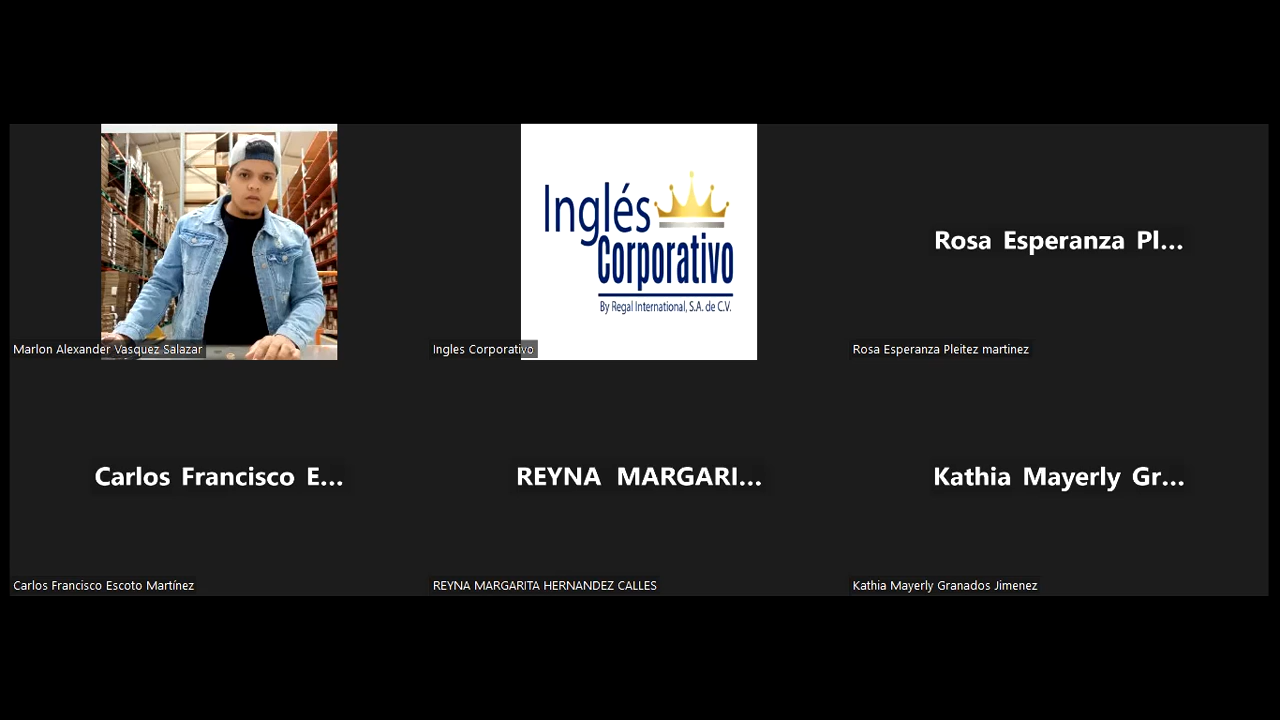 Inglés
Corporativo
By Regal International, S.A. de C.V.
Rosa Esperanza Pl...
Marlon Alexander Vasquez Salazar
Ingles Corporativo
Rosa Esperanza Pleitez martinez
Carlos Francisco E...
REYNA MARGARI...
Kathia Mayerly Gr...
Carlos Francisco Escoto Martínez
REYNA MARGARITA HERNANDEZ CALLES
Kathia Mayerly Granados Jimenez